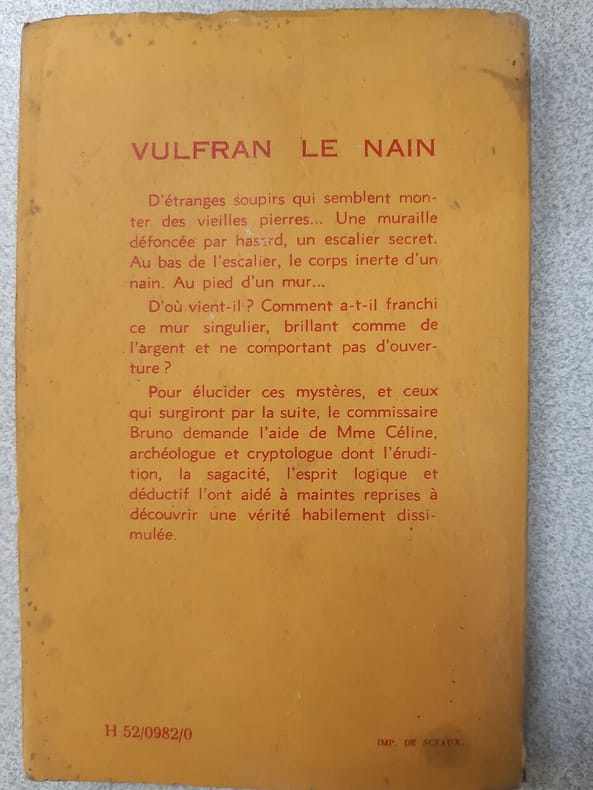 VULFRAN LE NAIN
D'étranges soupirs qui semblent mon-
ter des vieilles pierres... Une muraille
défoncée par hasard, un escalier secret.
Au bas de l'escalier, le corps inerte d'un
nain. Au pied d'un mur...
D'où vient-il ? Comment a-t-il franchi
ce mur singulier, brillant comme de
l'argent et ne comportant pas d'ouver-
ture ?
Pour élucider ces mystères, et ceux
qui surgiront par la suite, le commissaire
Bruno demande l'aide de Mme Céline,
archéologue et cryptologue dont l'érudi-
tion, la sagacité, l'esprit logique et
déductif l'ont aidé à maintes reprises à
découvrir une vérité habilement dissi-
mulée.
H 52/0982/0
IMP. DE SCEAUX.